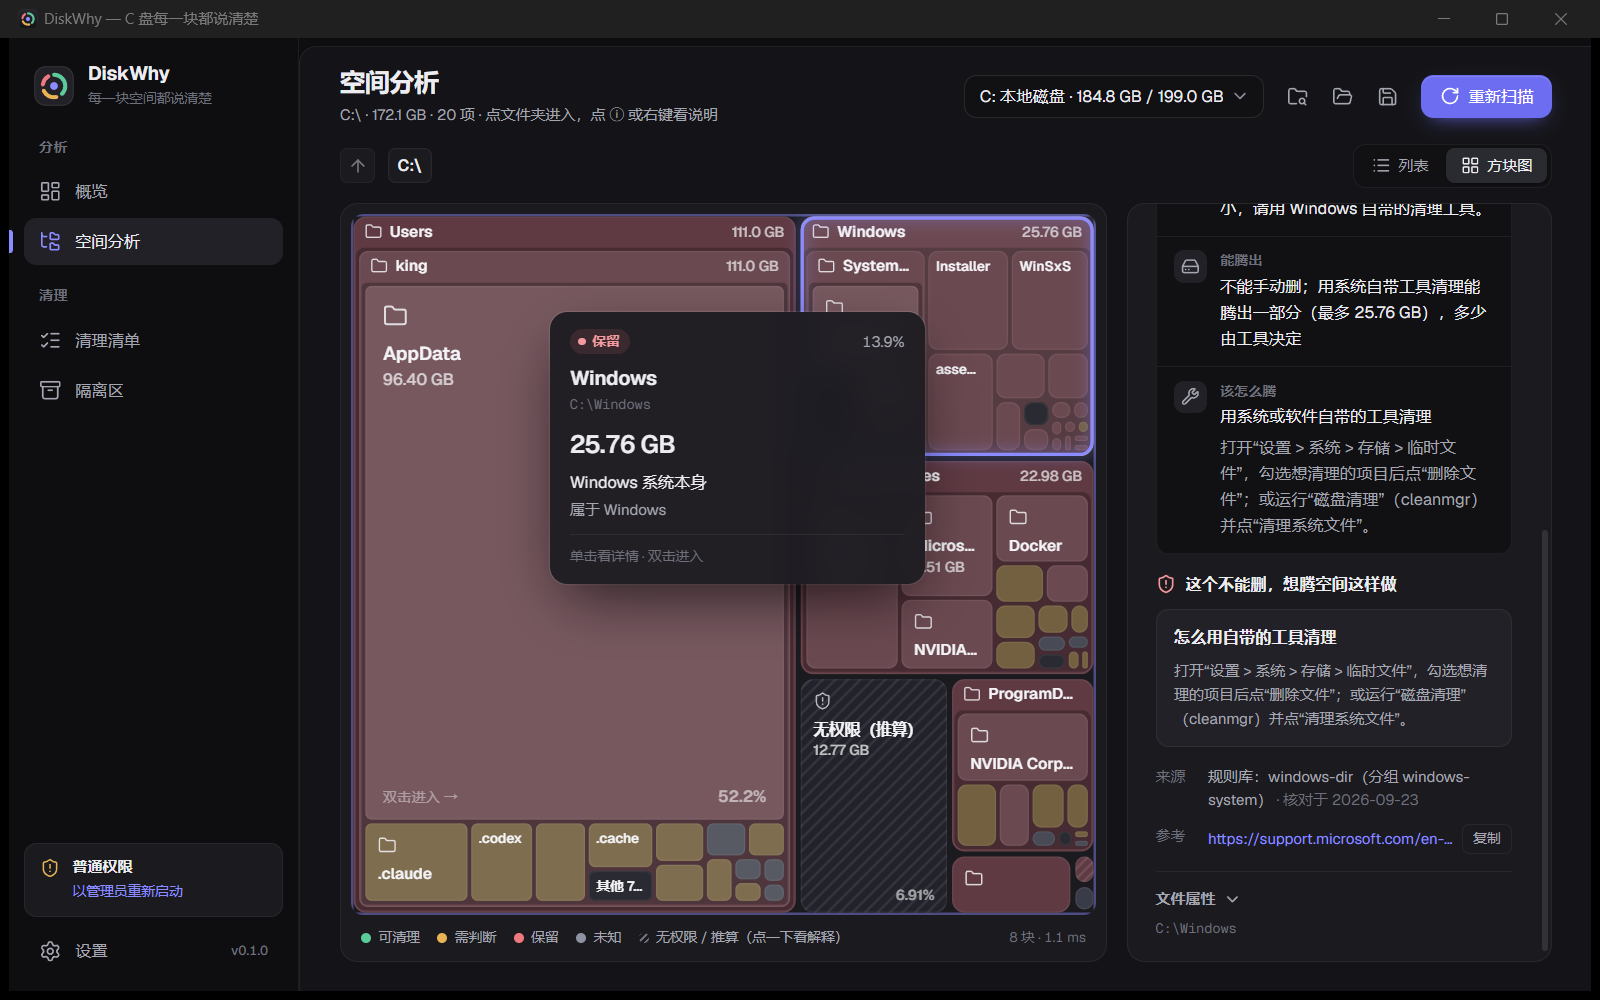 DiskWhy — C 盘每一块都说清楚
DiskWhy
每一块空间都说清楚
分析
概览
空间分析
清理
清理清单
隔离区
普通权限
以管理员重新启动
设置
v0.1.0
空间分析
C:\ · 172.1 GB · 20 项 · 点文件夹进入，点 ⓘ 或右键看说明
C: 本地磁盘 · 184.8 GB / 199.0 GB
重新扫描
C:\
列表
方块图
Users
111.0 GB
king
111.0 GB
AppData
96.40 GB
双击进入 →
52.2%
.claude
.codex
.cache
其他 7...
Windows
25.76 GB
System...
Installer
WinSxS
asse...
保留
13.9%
Windows
C:\Windows
25.76 GB
Windows 系统本身
属于 Windows
单击看详情 · 双击进入
es
22.98 GB
icros...
.51 GB
Docker
NVIDIA...
无权限（推算）
12.77 GB
6.91%
ProgramD...
NVIDIA Corp...
可清理
需判断
保留
未知
无权限 / 推算（点一下看解释）
8 块 · 1.1 ms
小，请用 Windows 自带的清理工具。
能腾出
不能手动删；用系统自带工具清理能
腾出一部分（最多 25.76 GB），多少
由工具决定
该怎么腾
用系统或软件自带的工具清理
打开“设置 > 系统 > 存储 > 临时文
件”，勾选想清理的项目后点“删除文
件”；或运行“磁盘清理”（cleanmgr）
并点“清理系统文件”。
这个不能删，想腾空间这样做
怎么用自带的工具清理
打开“设置 > 系统 > 存储 > 临时文件”，勾选想清
理的项目后点“删除文件”；或运行“磁盘清理”
（cleanmgr）并点“清理系统文件”。
来源
规则库：windows-dir（分组 windows-
system） · 核对于 2026-09-23
参考
https://support.microsoft.com/en-...
复制
文件属性
C:\Windows